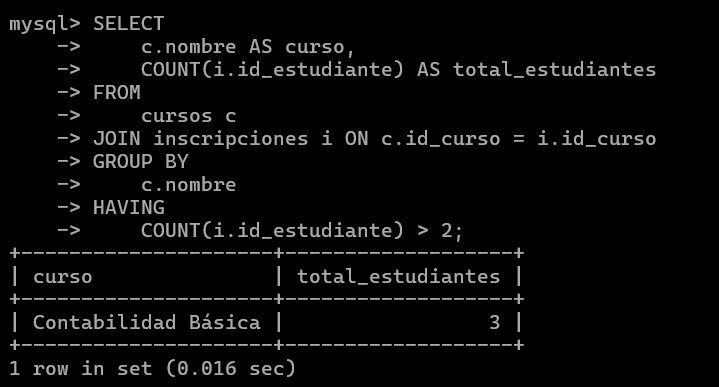 mysql> SELECT
    ->     c.nombre AS curso,
    ->     COUNT(i.id_estudiante) AS total_estudiantes
    -> FROM
    ->     cursos c
    -> JOIN inscripciones i ON c.id_curso = i.id_curso
    -> GROUP BY
    ->     c.nombre
    -> HAVING
    ->     COUNT(i.id_estudiante) > 2;
+---------------------+-------------------+
| curso               | total_estudiantes |
+---------------------+-------------------+
| Contabilidad Básica |                 3 |
+---------------------+-------------------+
1 row in set (0.016 sec)